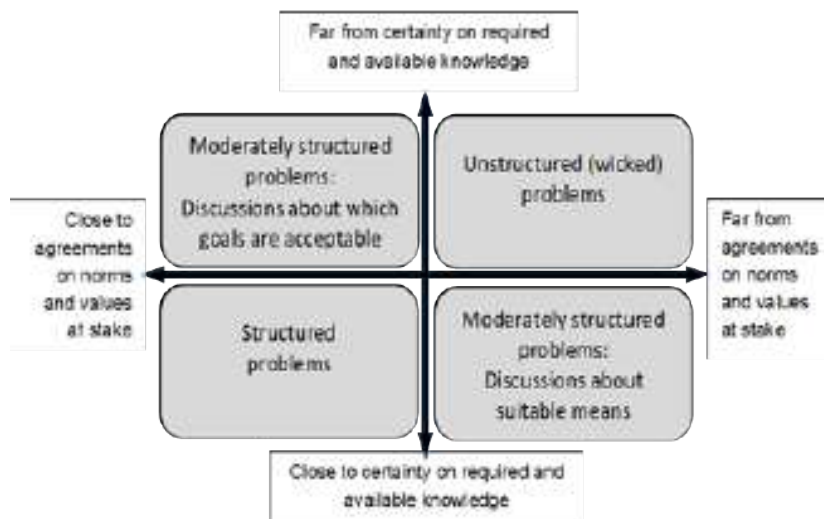 Far from certainty on required
and available knowledge
Moderately structured
problems:
Discussions about which
goals are acceptable
Unstructured (wicked)
problems
Close to
agreements
on norms
and values
at stake
Far from
agreements
on norms
and values
at stake
Structured
problems
Moderately structured
problems:
Discussions about
suitable means
Close to certainty on required and
available knowledge